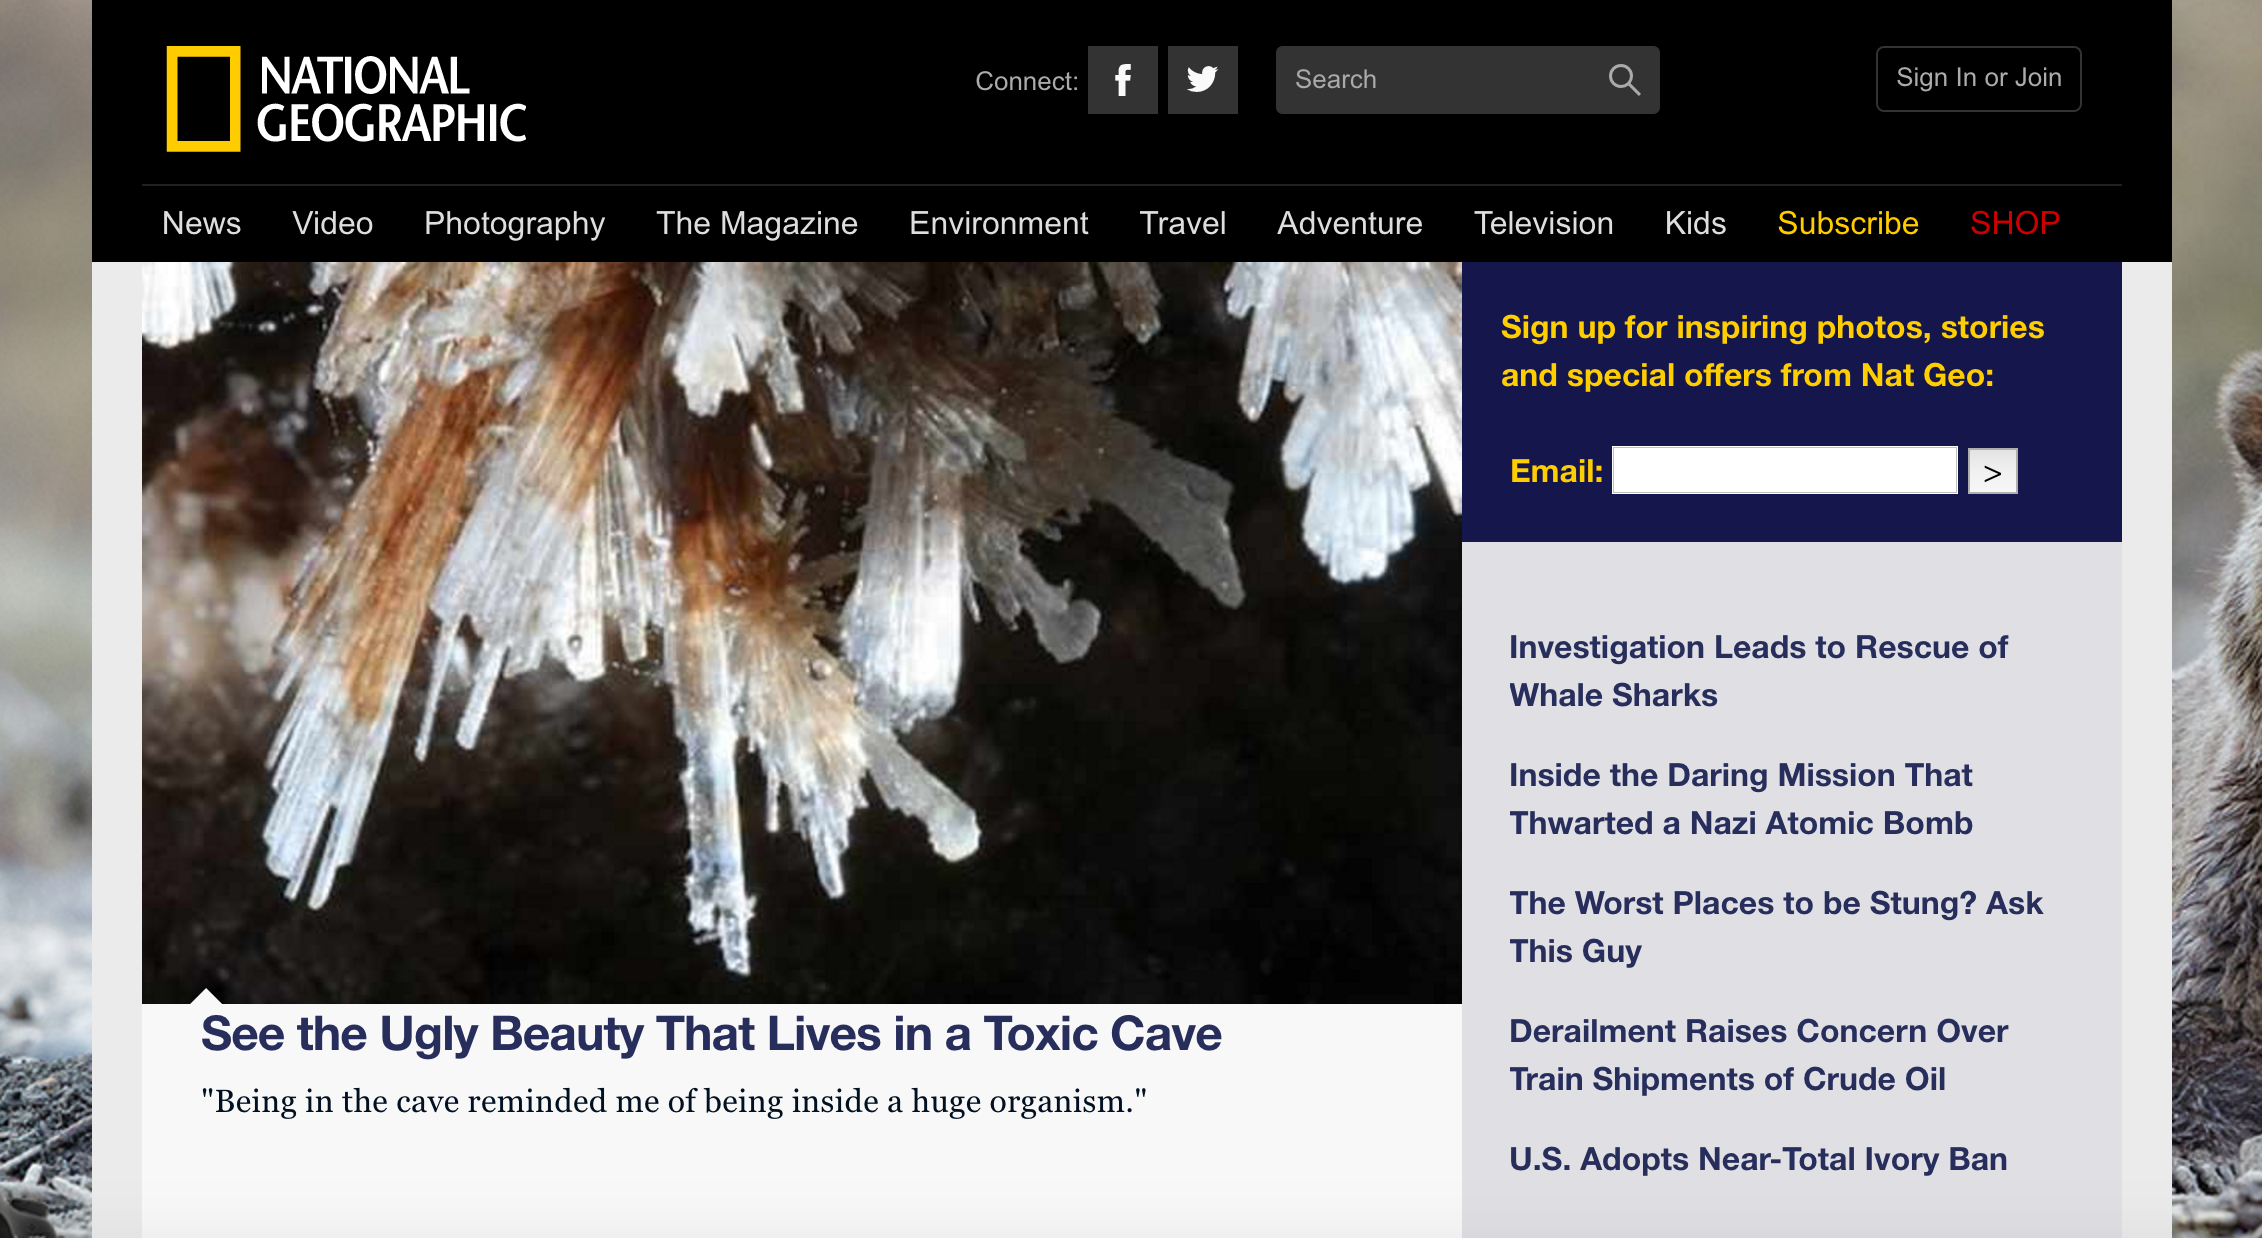 NATIONAL
GEOGRAPHIC
Connect:
Search
Sign In or Join
News Video Photography The Magazine Environment Travel Adventure Television Kids Subscribe SHOP
Sign up for inspiring photos, stories
and special offers from Nat Geo:
Email: >
See the Ugly Beauty That Lives in a Toxic Cave
"Being in the cave reminded me of being inside a huge organism."
Investigation Leads to Rescue of
Whale Sharks
Inside the Daring Mission That
Thwarted a Nazi Atomic Bomb
The Worst Places to be Stung? Ask
This Guy
Derailment Raises Concern Over
Train Shipments of Crude Oil
U.S. Adopts Near-Total Ivory Ban